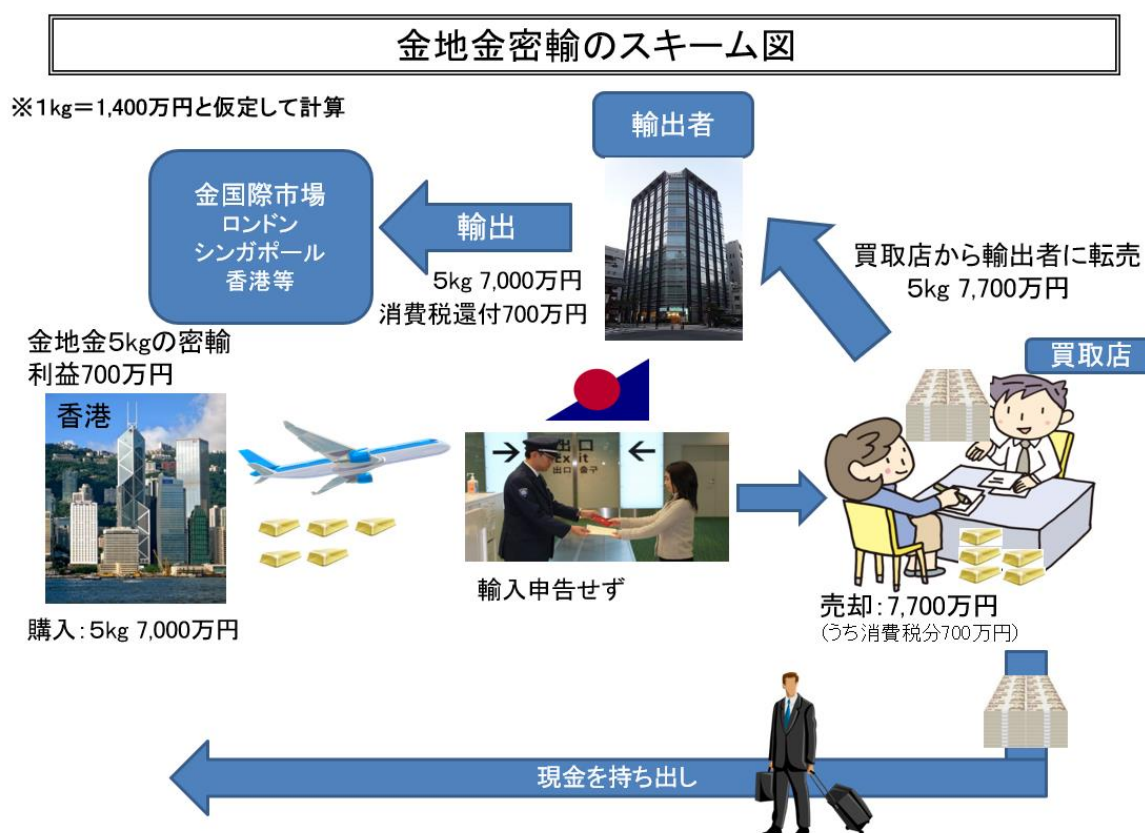 金地金密輸のスキーム図
※1kg=1,400万円と仮定して計算
輸出者
金国際市場
ロンドン
シンガポール
香港等
輸出
5kg 7,000万円
消費税還付700万円
買取店から輸出者に転売
5kg 7,700万円
買取店
金地金5kgの密輸
利益700万円
香港
出口
Exit
輸入申告せず
購入:5kg 7,000万円
売却:7,700万円
(うち消費税分700万円)
現金を持ち出し